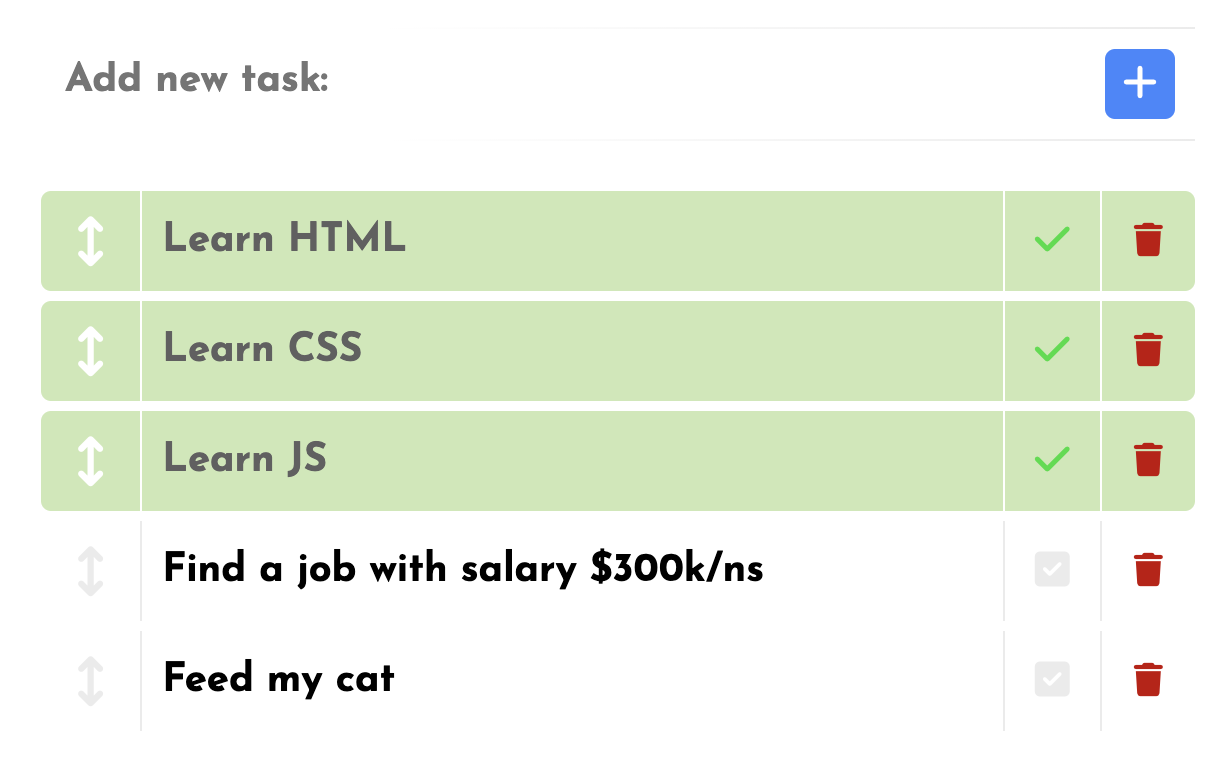 Add new task:
Learn HTML
Learn CSS
Learn JS
Find a job with salary $300k/ns
Feed my cat